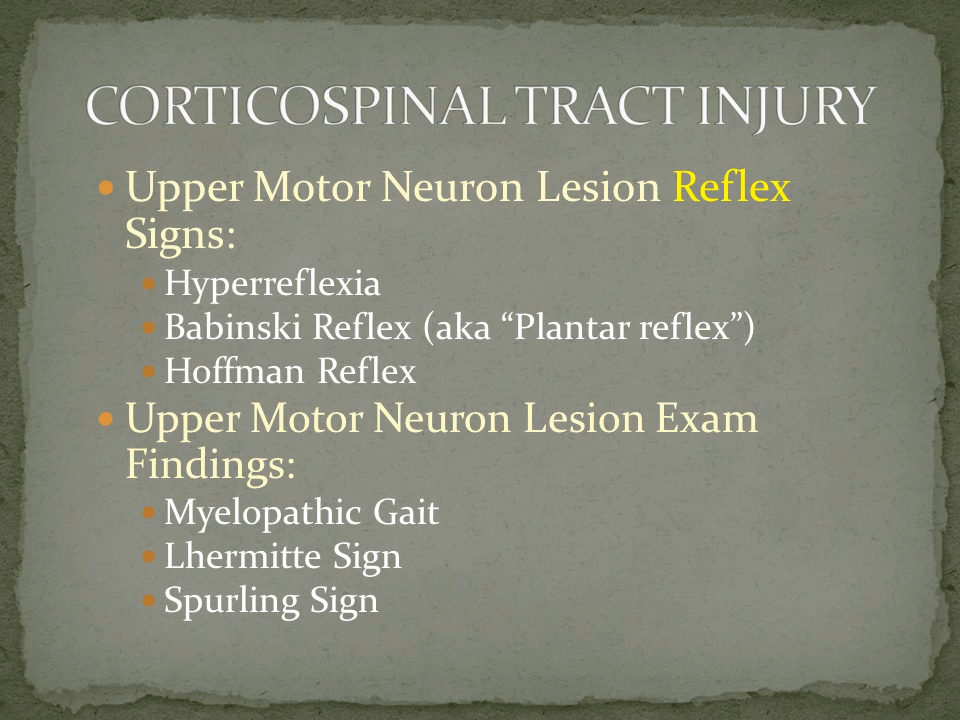 CORTICOSPINAL TRACT INJURY
Upper Motor Neuron Lesion Reflex
Signs:
Hyperreflexia
Babinski Reflex (aka “Plantar reflex”)
Hoffman Reflex
Upper Motor Neuron Lesion Exam
Findings:
Myelopathic Gait
Lhermitte Sign
Spurling Sign